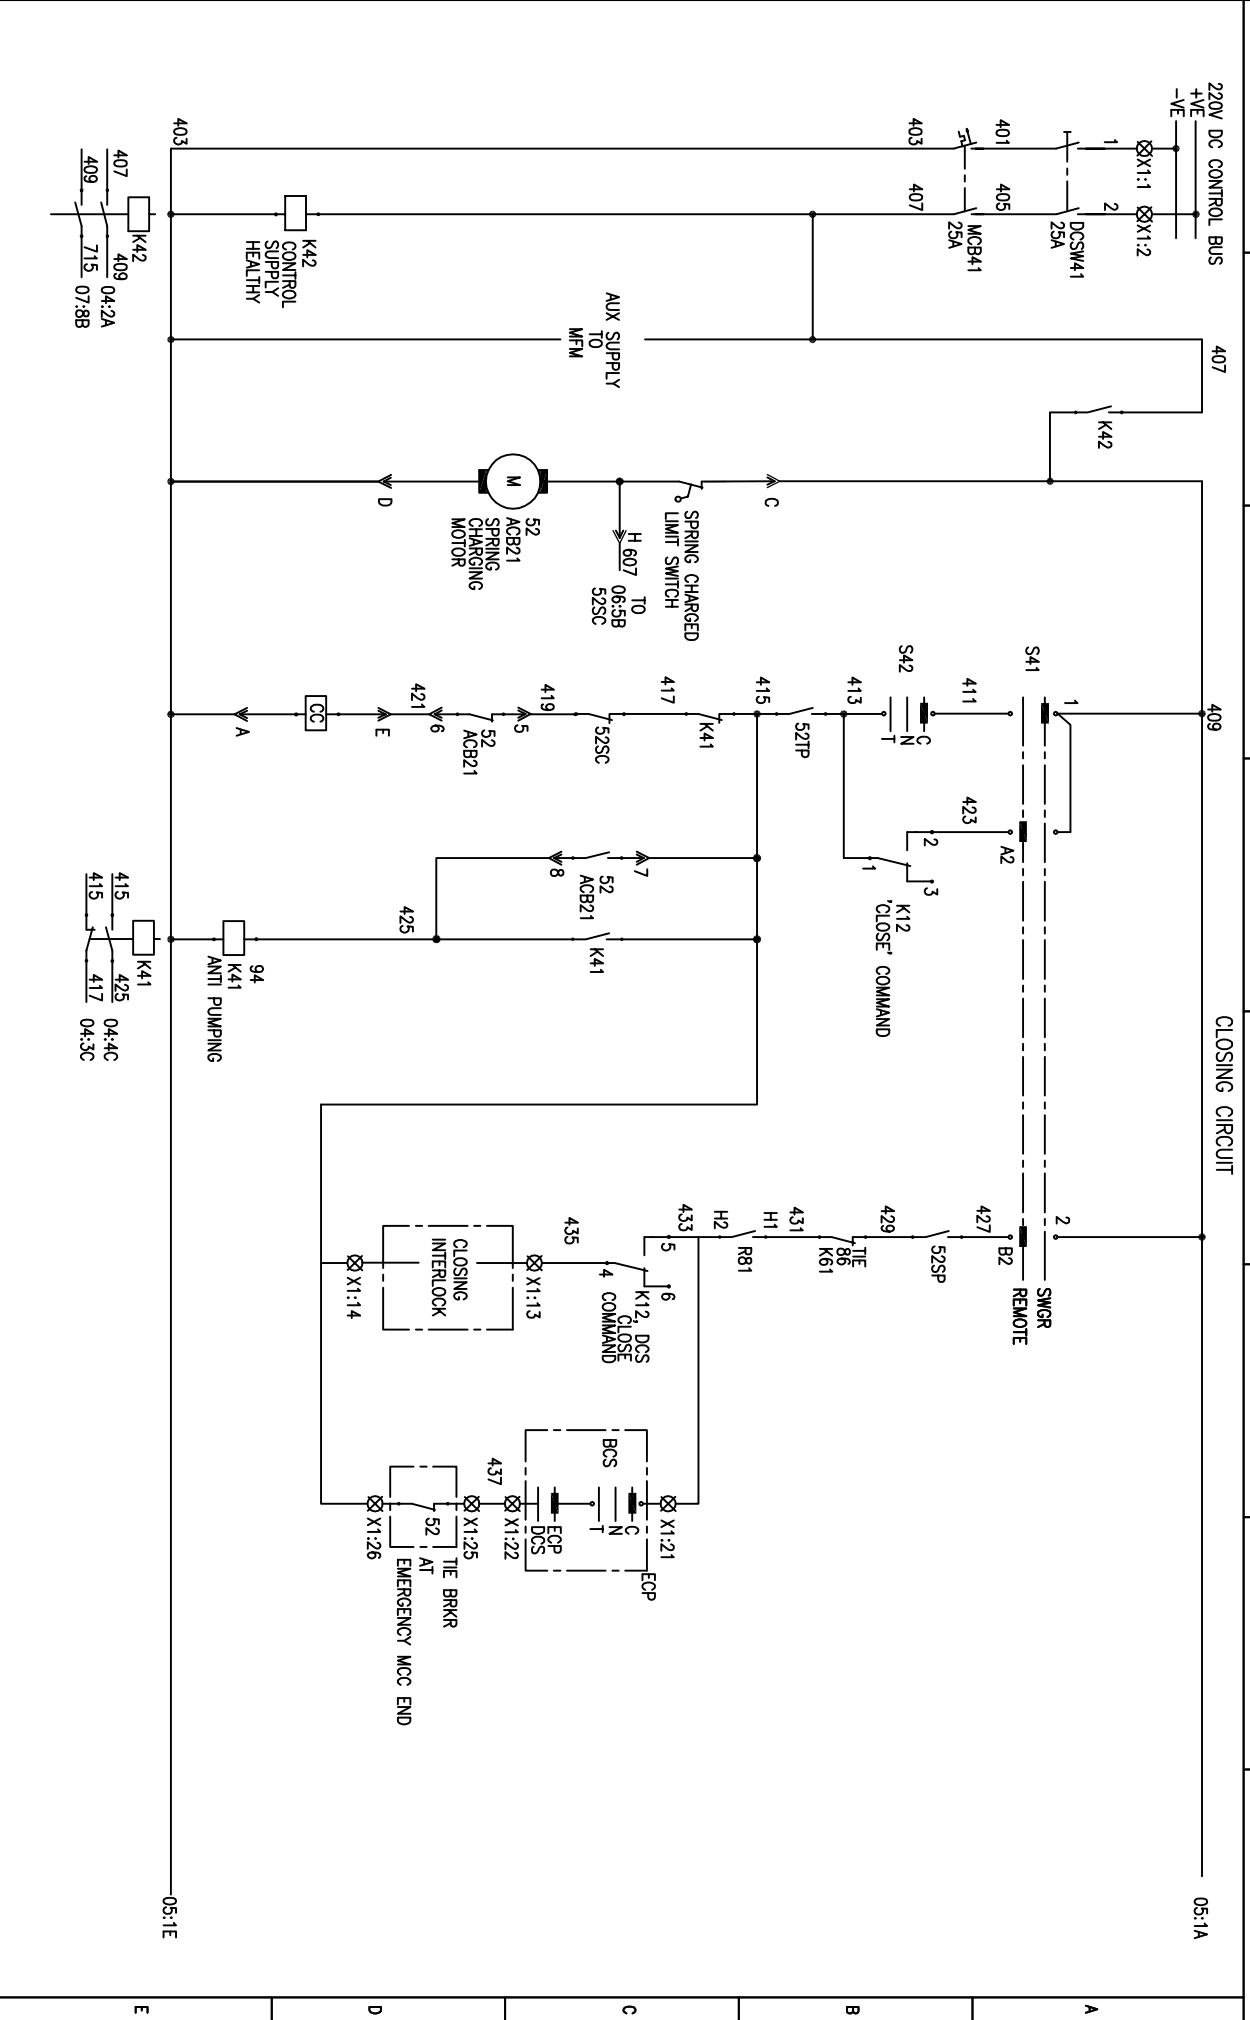 CLOSING CIRCUIT
220V DC CONTROL BUS
+VE
-VE
X1:1
X1:2
1
2
DCSW41
25A
401
405
MCB41
25A
403
407
K42
CONTROL
SUPPLY
HEALTHY
403
K42
407
409
04:2A
409
715
07:8B
407
AUX SUPPLY
TO
MFM
K42
C
SPRING CHARGED
LIMIT SWITCH
H
607
TO
06:5B
52SC
M
52
ACB21
SPRING
CHARGING
MOTOR
D
409
1
S41
A2
411
423
S42
C
N
T
413
2
3
1
K12
'CLOSE' COMMAND
52TP
415
K41
417
52SC
419
5
52
ACB21
6
421
E
CC
A
7
52
ACB21
8
K41
425
94
K41
ANTI PUMPING
K41
415
425
04:4C
415
417
04:3C
2
SWGR
REMOTE
B2
427
52SP
429
TIE
86
K61
431
H1
R81
H2
433
5
6
4
K12, DCS
CLOSE
COMMAND
435
X1:13
CLOSING
INTERLOCK
X1:14
X1:21
ECP
BCS
C
N
T
ECP
DCS
X1:22
437
X1:25
52
TIE BRKR
AT
EMERGENCY MCC END
X1:26
05:1A
05:1E
A
B
C
D
E